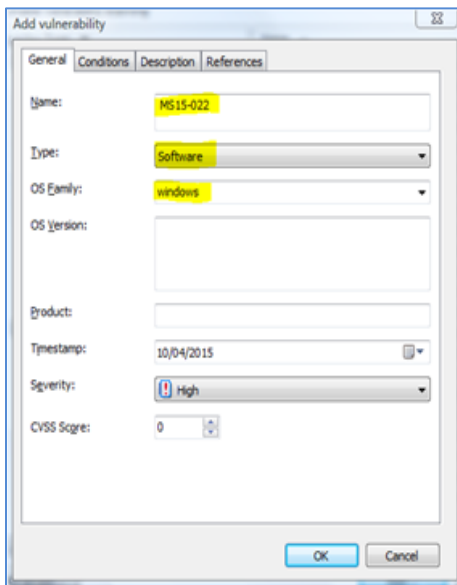 Add vulnerability
General Conditions Description References
Name: MS15-022
Type: Software
OS Family: windows
OS Version:
Product:
Timestamp: 10/04/2015
Severity: High
CVSS Score: 0
OK Cancel